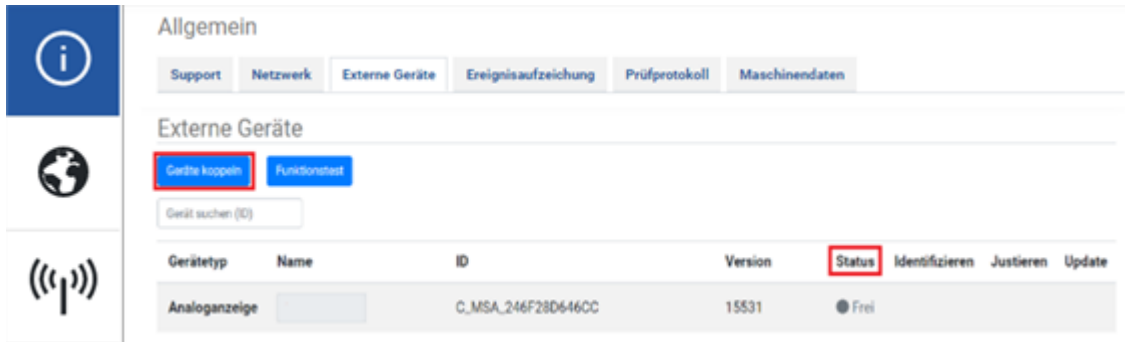 Allgemein
Support Netzwerk Externe Geräte Ereignisaufzeichung Prüfprotokoll Maschinendaten
Externe Geräte
Geräte koppeln Funktionstest
Gerät suchen (ID)
Gerätetyp Name ID Version Status Identifizieren Justieren Update
Analoganzeige C_MSA_246F28D646CC 15531 Frei